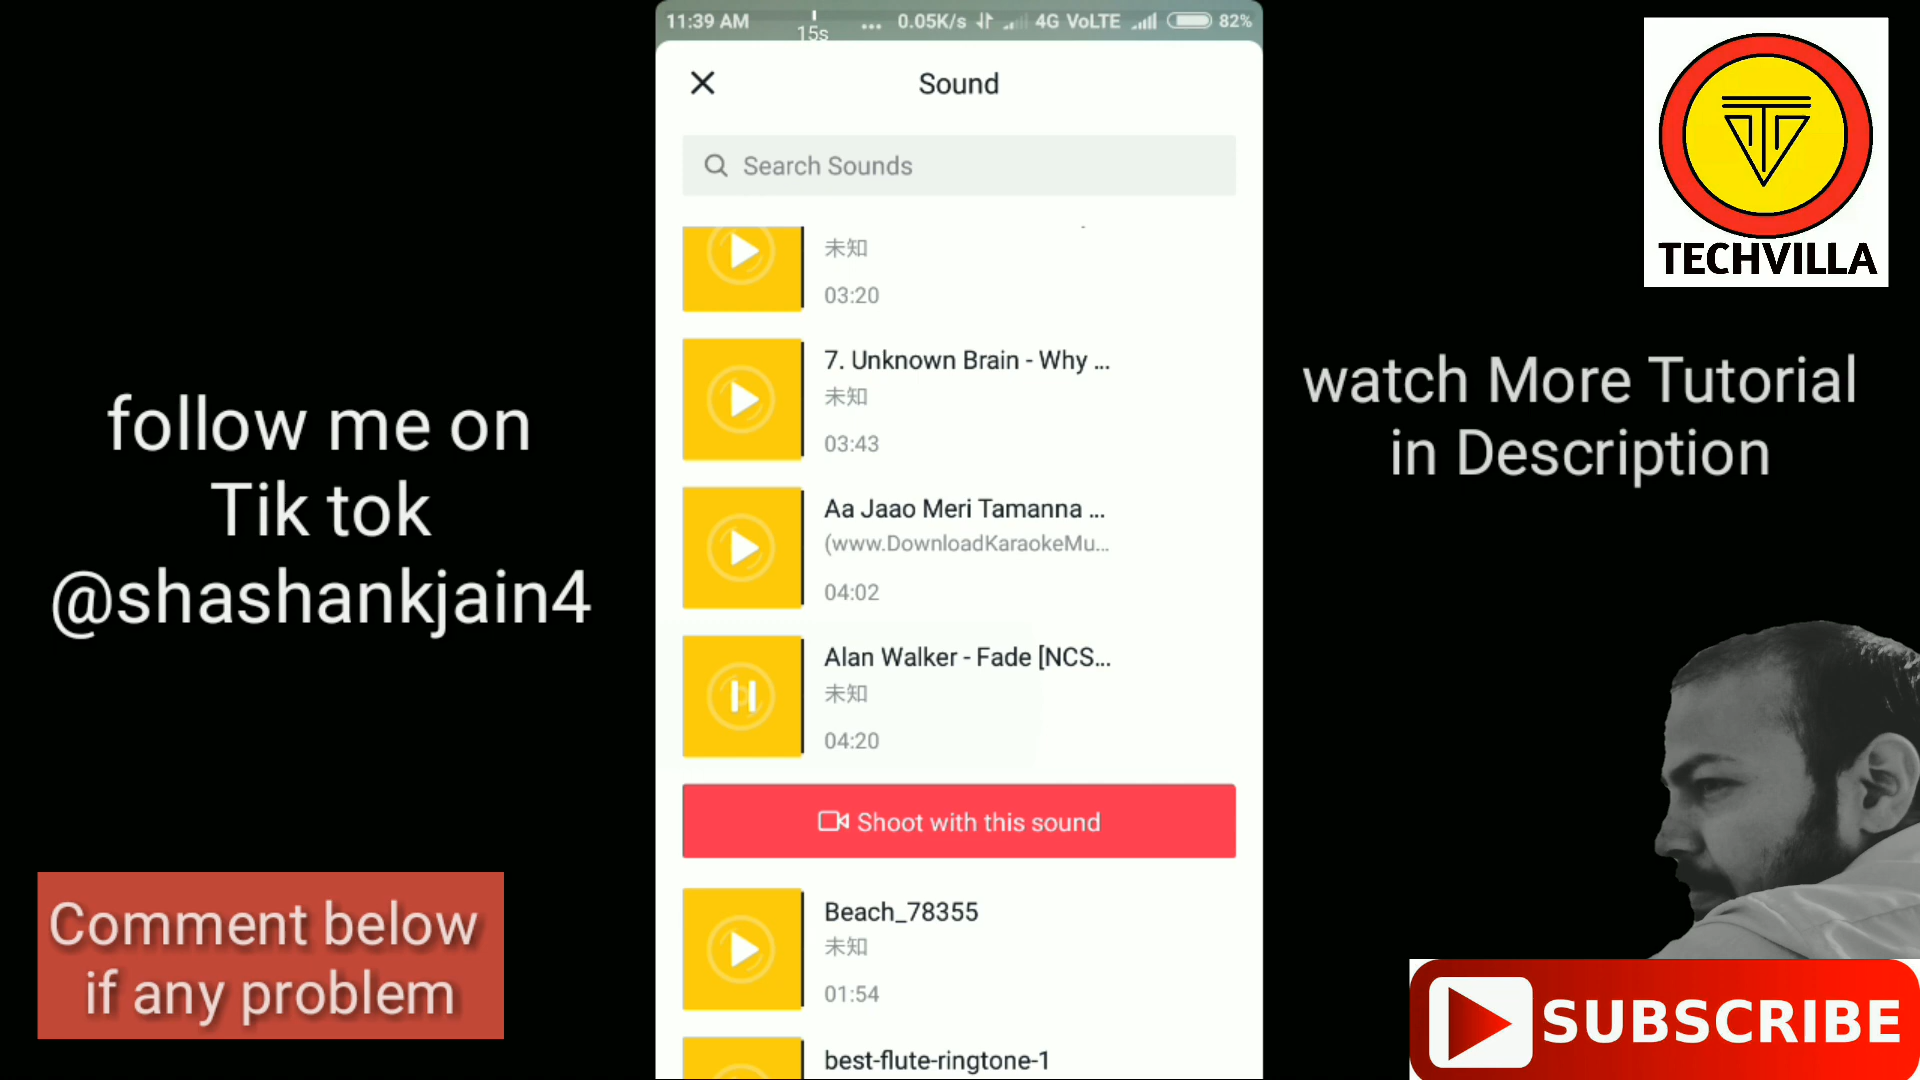 11:39 AM
15s
... 0.05K/s 4G VoLTE 82%
Sound
Search Sounds
未知
03:20
7. Unknown Brain - Why ...
未知
03:43
Aa Jaao Meri Tamanna ...
(www.DownloadKaraokeMu...
04:02
Alan Walker - Fade [NCS...
未知
04:20
Shoot with this sound
Beach_78355
未知
01:54
best-flute-ringtone-1
follow me on
Tik tok
@shashankjain4
Comment below
if any problem
TECHVILLA
watch More Tutorial
in Description
SUBSCRIBE